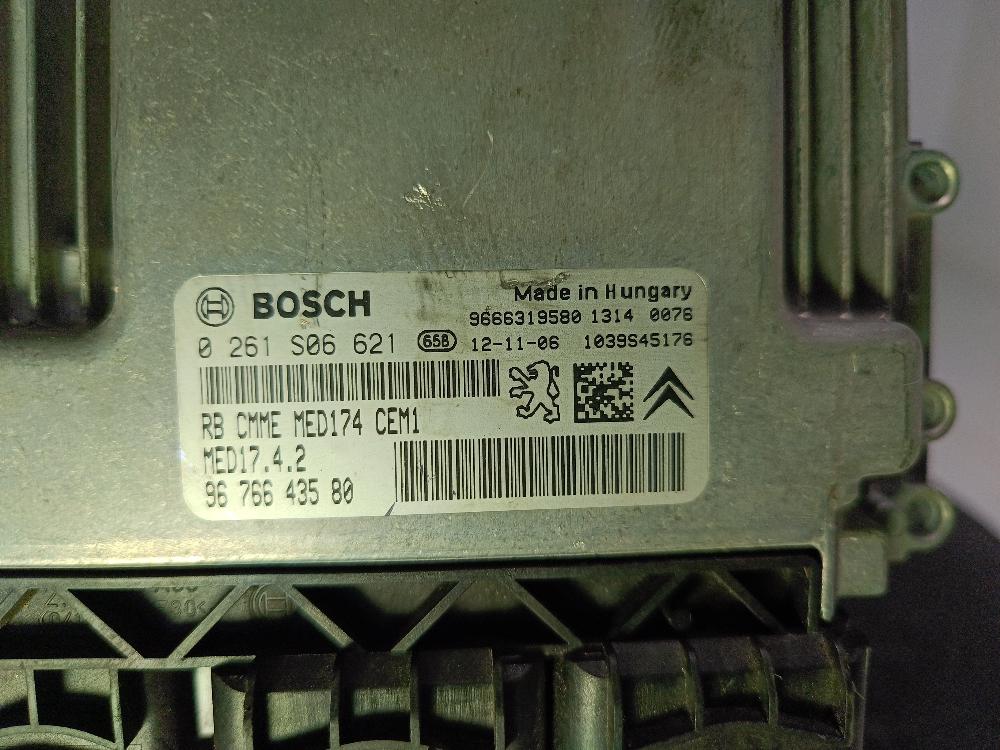 BOSCH
Made in Hungary
9666319580 1314 0076
0 261 S06 621 65B 12-11-06 1039S45176
RB CMME MED174 CEM1
MED17.4.2
96 766 435 80